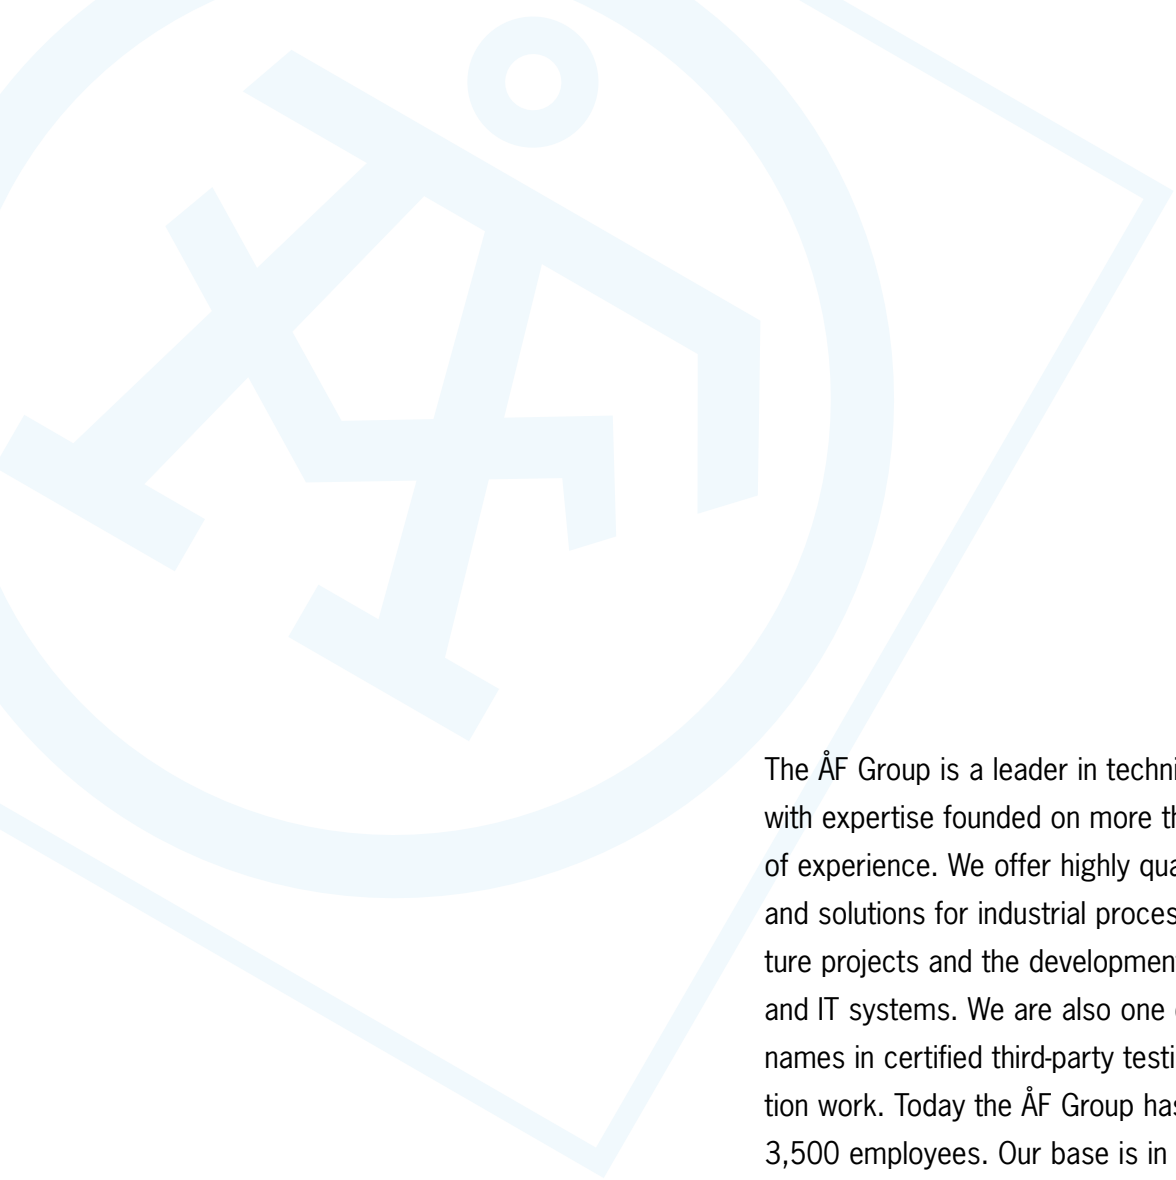 The ÅF Group is a leader in techni
with expertise founded on more th
of experience. We offer highly qua
and solutions for industrial proces
ture projects and the development
and IT systems. We are also one
names in certified third-party testi
tion work. Today the ÅF Group has
3,500 employees. Our base is in